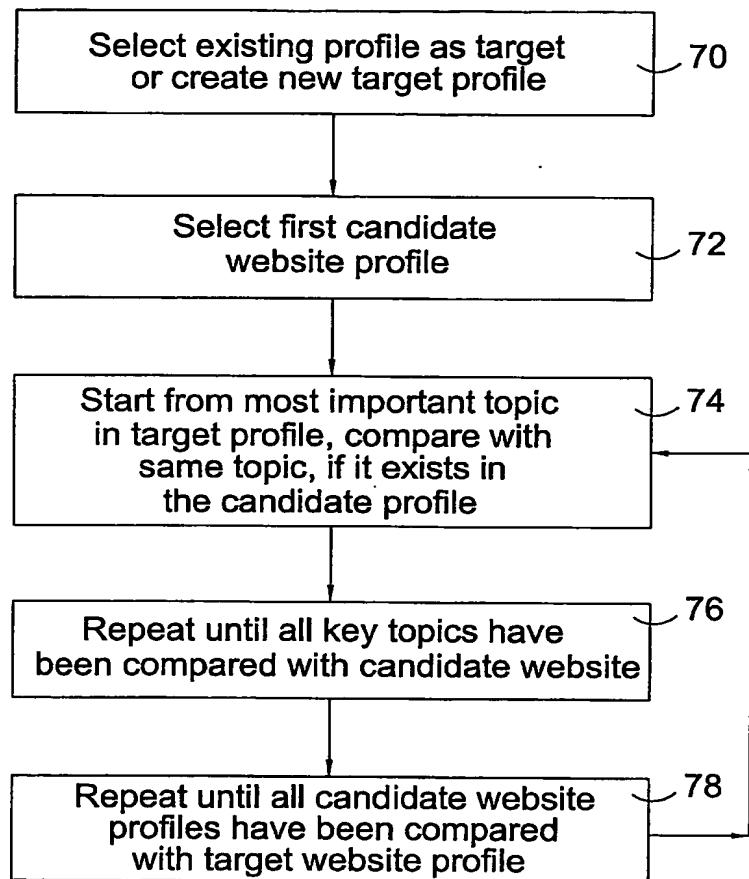 Select existing profile as target
or create new target profile
70
Select first candidate
website profile
72
Start from most important topic
in target profile, compare with
same topic, if it exists in
the candidate profile
74
Repeat until all key topics have
been compared with candidate website
76
Repeat until all candidate website
profiles have been compared
with target website profile
78